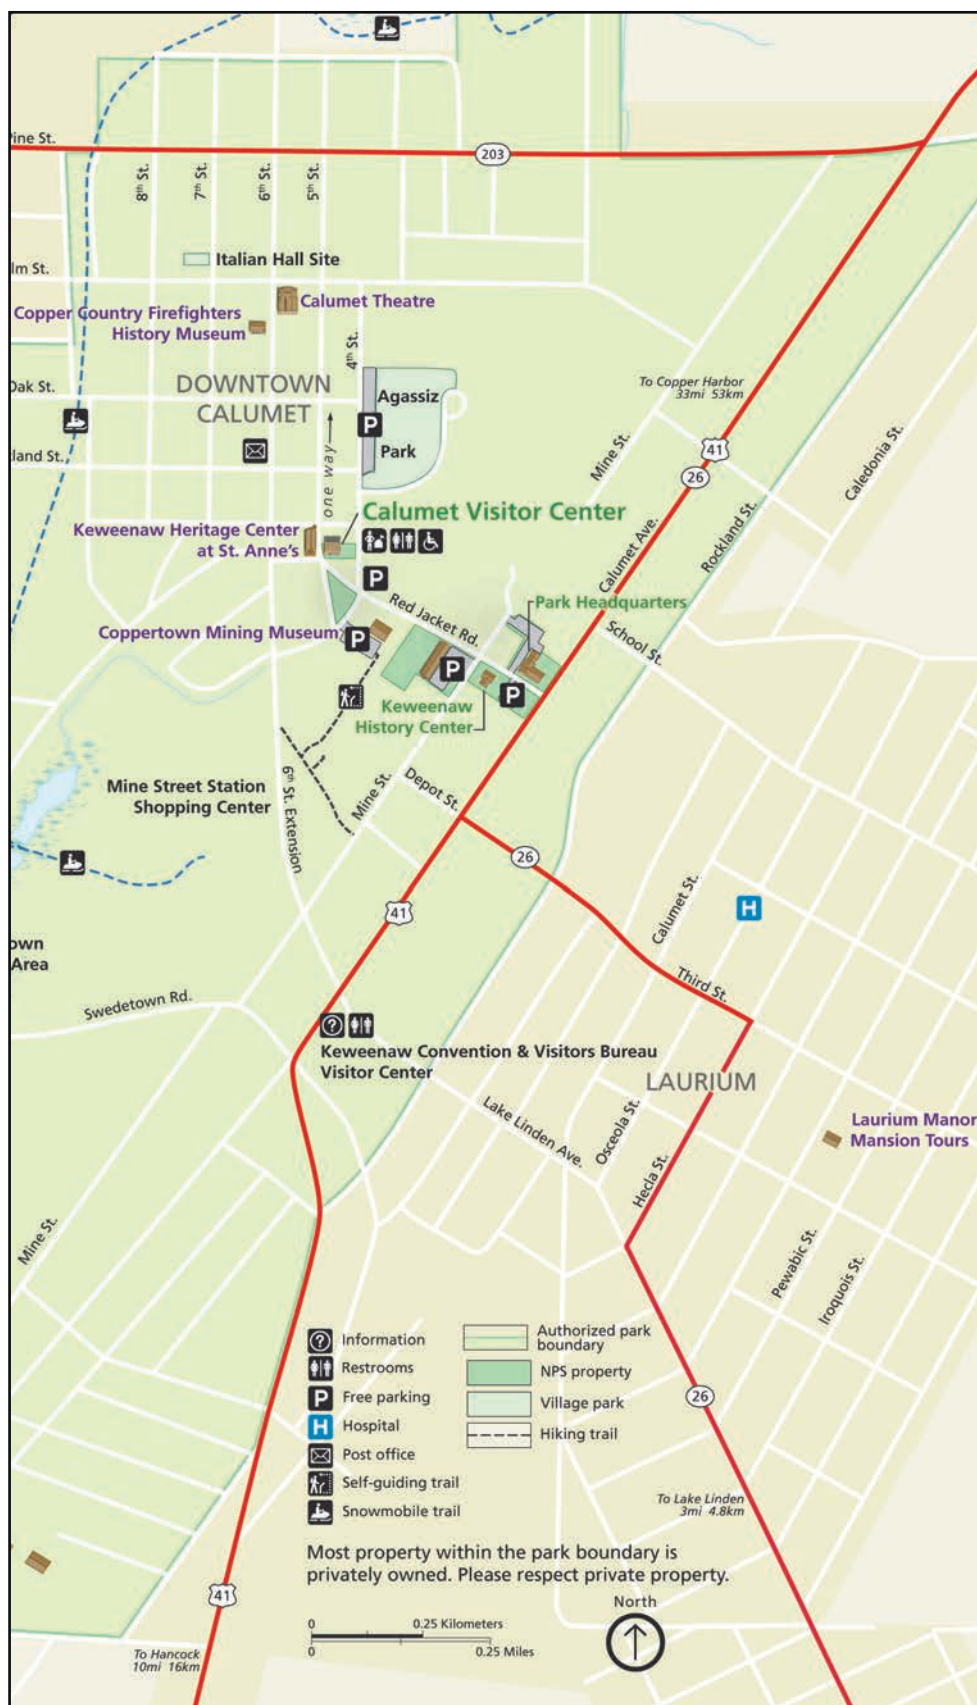 Pine St.
203
8th St.
7th St.
6th St.
5th St.
Italian Hall Site
lm St.
Calumet Theatre
Copper Country Firefighters
History Museum
4th St.
Oak St.
DOWNTOWN
CALUMET
Agassiz
P
Park
To Copper Harbor
33mi 53km
Mine St.
41
26
Caledonia St.
land St.
one way
Calumet Visitor Center
Keweenaw Heritage Center
at St. Anne's
Calumet Ave.
Rockland St.
P
Red Jacket Rd.
Park Headquarters
School St.
Coppertown Mining Museum
P
P
P
Keweenaw
History Center
Mine Street Station
Shopping Center
6th St. Extension
Mine St.
Depot St.
26
41
Calumet St.
H
own
Area
Swedetown Rd.
Third St.
?
Keweenaw Convention & Visitors Bureau
Visitor Center
LAURIUM
Lake Linden Ave.
Osceola St.
Hecla St.
Laurium Manor
Mansion Tours
Mine St.
Pewabic St.
Iroquois St.
? Information
Restrooms
P Free parking
H Hospital
Post office
Self-guiding trail
Snowmobile trail
Authorized park
boundary
NPS property
Village park
Hiking trail
26
To Lake Linden
3mi 4.8km
Most property within the park boundary is
privately owned. Please respect private property.
41
North
0 0.25 Kilometers
0 0.25 Miles
To Hancock
10mi 16km